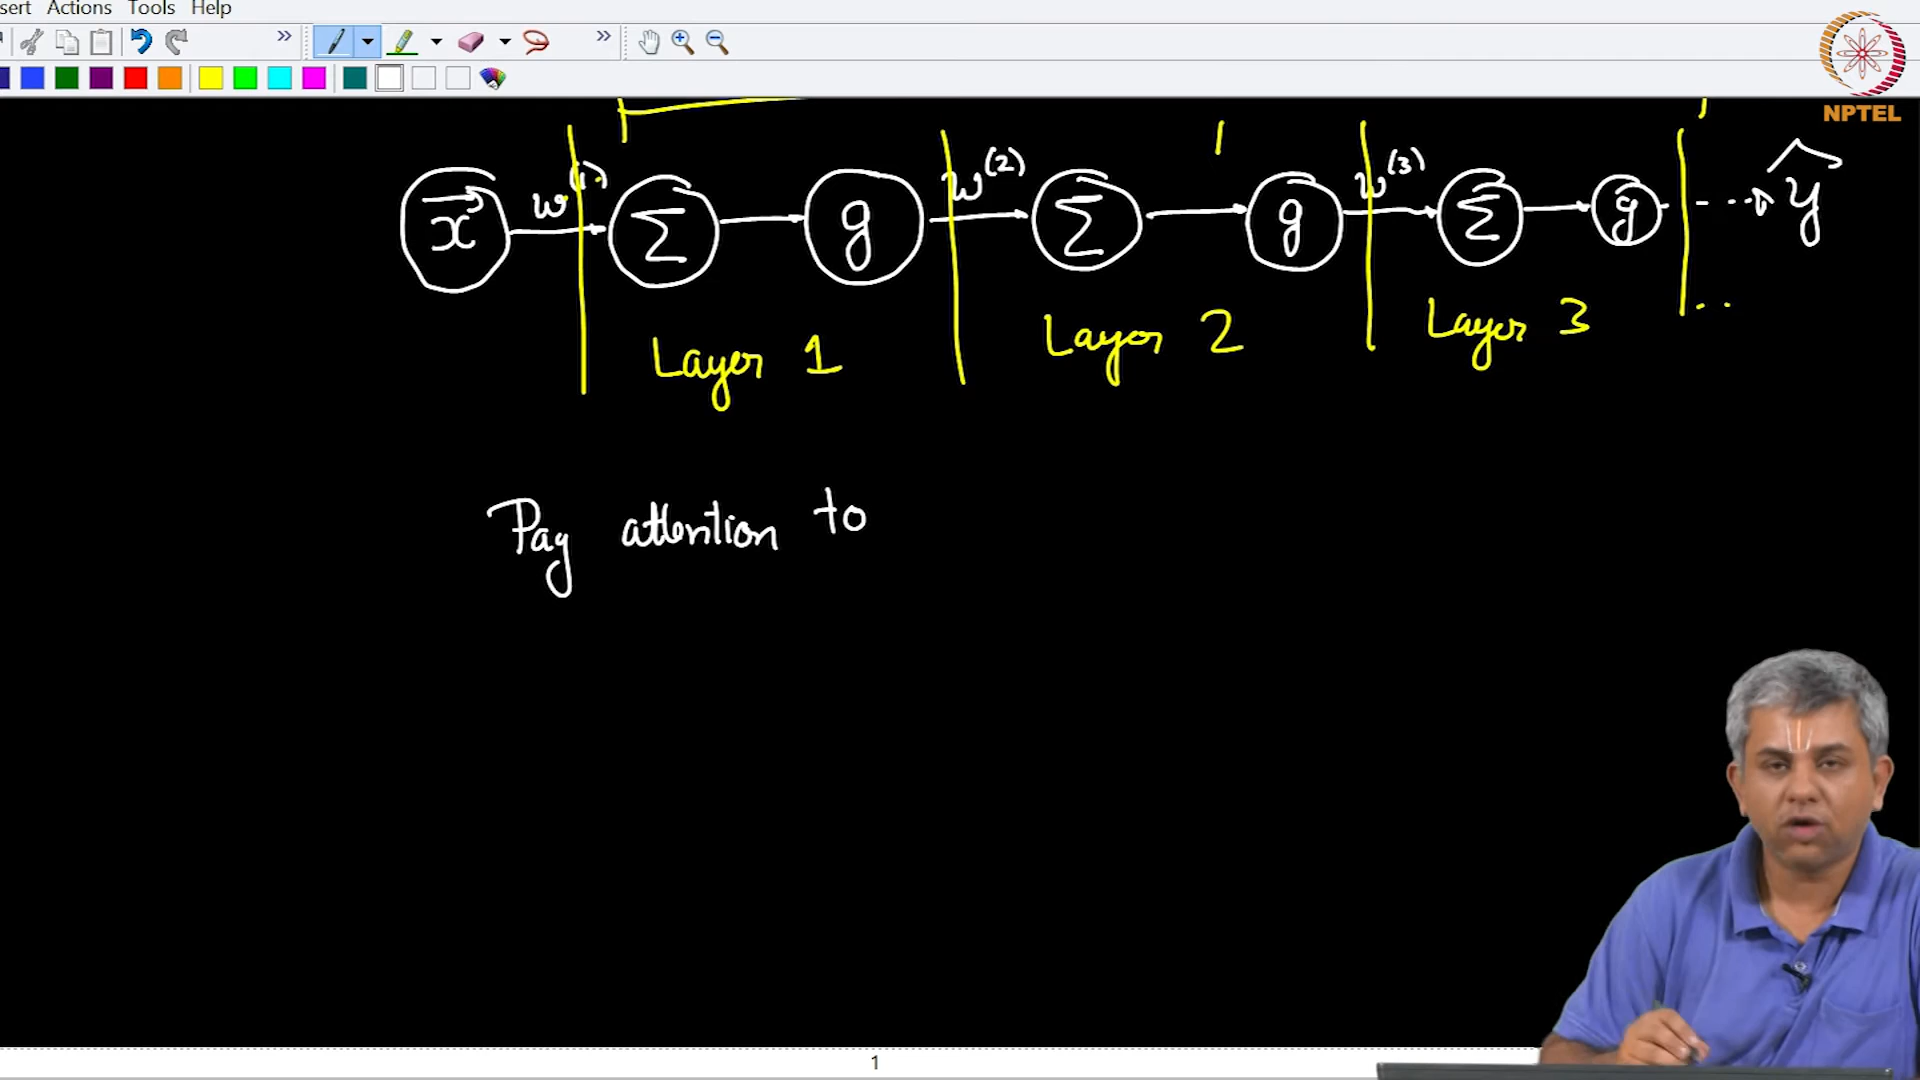 sert Actions Tools Help
NPTEL
x w(1) Σ g w(2) Σ g w(3) Σ g ŷ
Layer 1 Layer 2 Layer 3 ..
Pay attention to
1